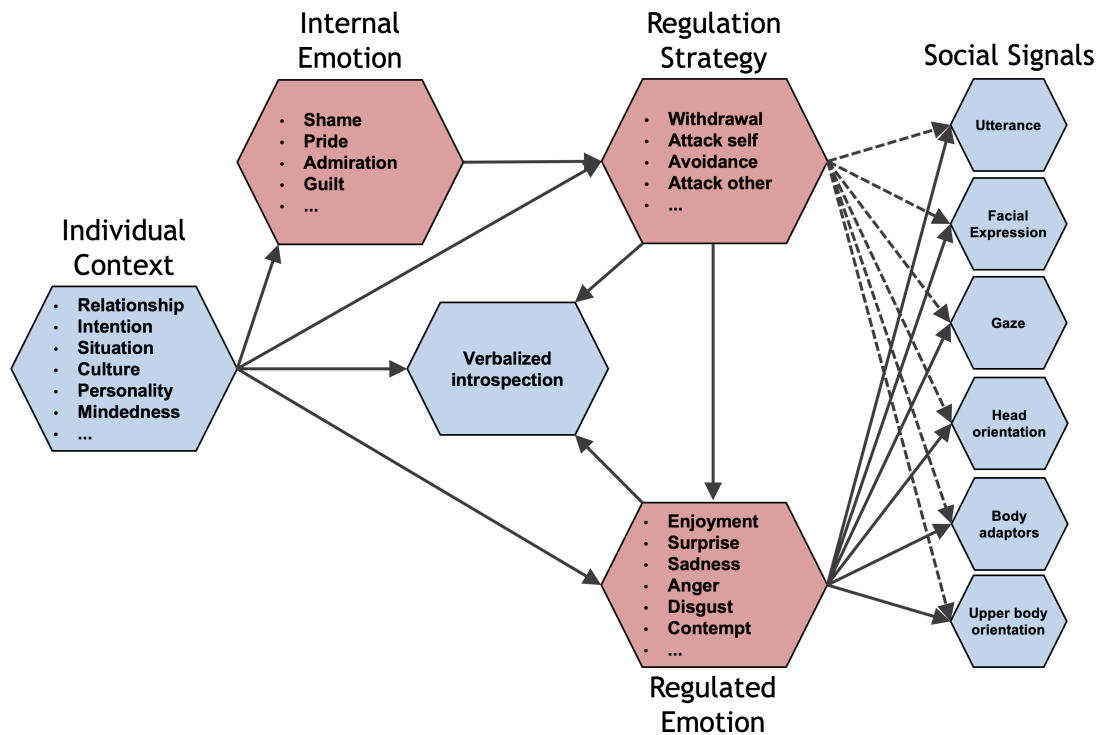 Internal
Emotion
• Shame
• Pride
• Admiration
• Guilt
• ...
Regulation
Strategy
• Withdrawal
• Attack self
• Avoidance
• Attack other
• ...
Social Signals
Utterance
Facial
Expression
Gaze
Head
orientation
Body
adaptors
Upper body
orientation
Individual
Context
• Relationship
• Intention
• Situation
• Culture
• Personality
• Mindedness
• ...
Verbalized
introspection
• Enjoyment
• Surprise
• Sadness
• Anger
• Disgust
• Contempt
• ...
Regulated
Emotion